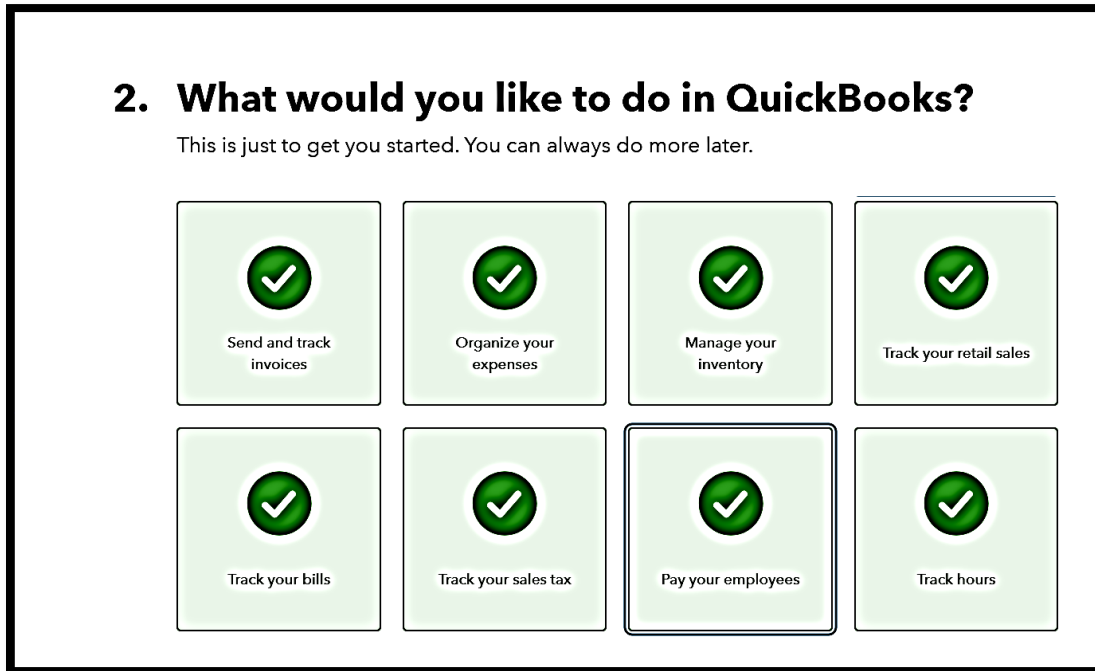 2. What would you like to do in QuickBooks?
This is just to get you started. You can always do more later.
Send and track
invoices
Organize your
expenses
Manage your
inventory
Track your retail sales
Track your bills
Track your sales tax
Pay your employees
Track hours